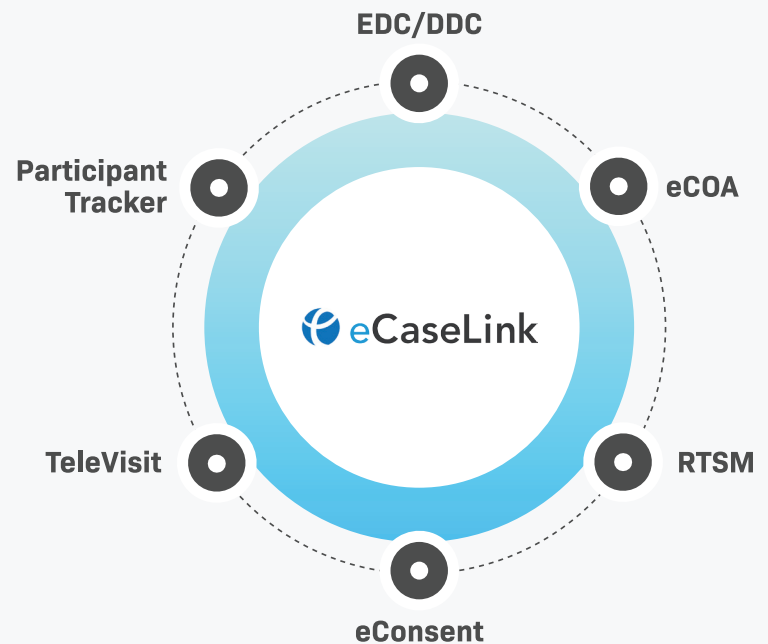 EDC/DDC
Participant
Tracker
eCOA
eCaseLink
TeleVisit
RTSM
eConsent